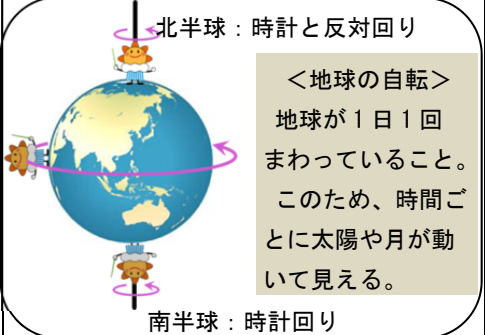 北半球：時計と反対回り
＜地球の自転＞
地球が１日１回
まわっていること。
このため、時間ご
とに太陽や月が動
いて見える。
南半球：時計回り